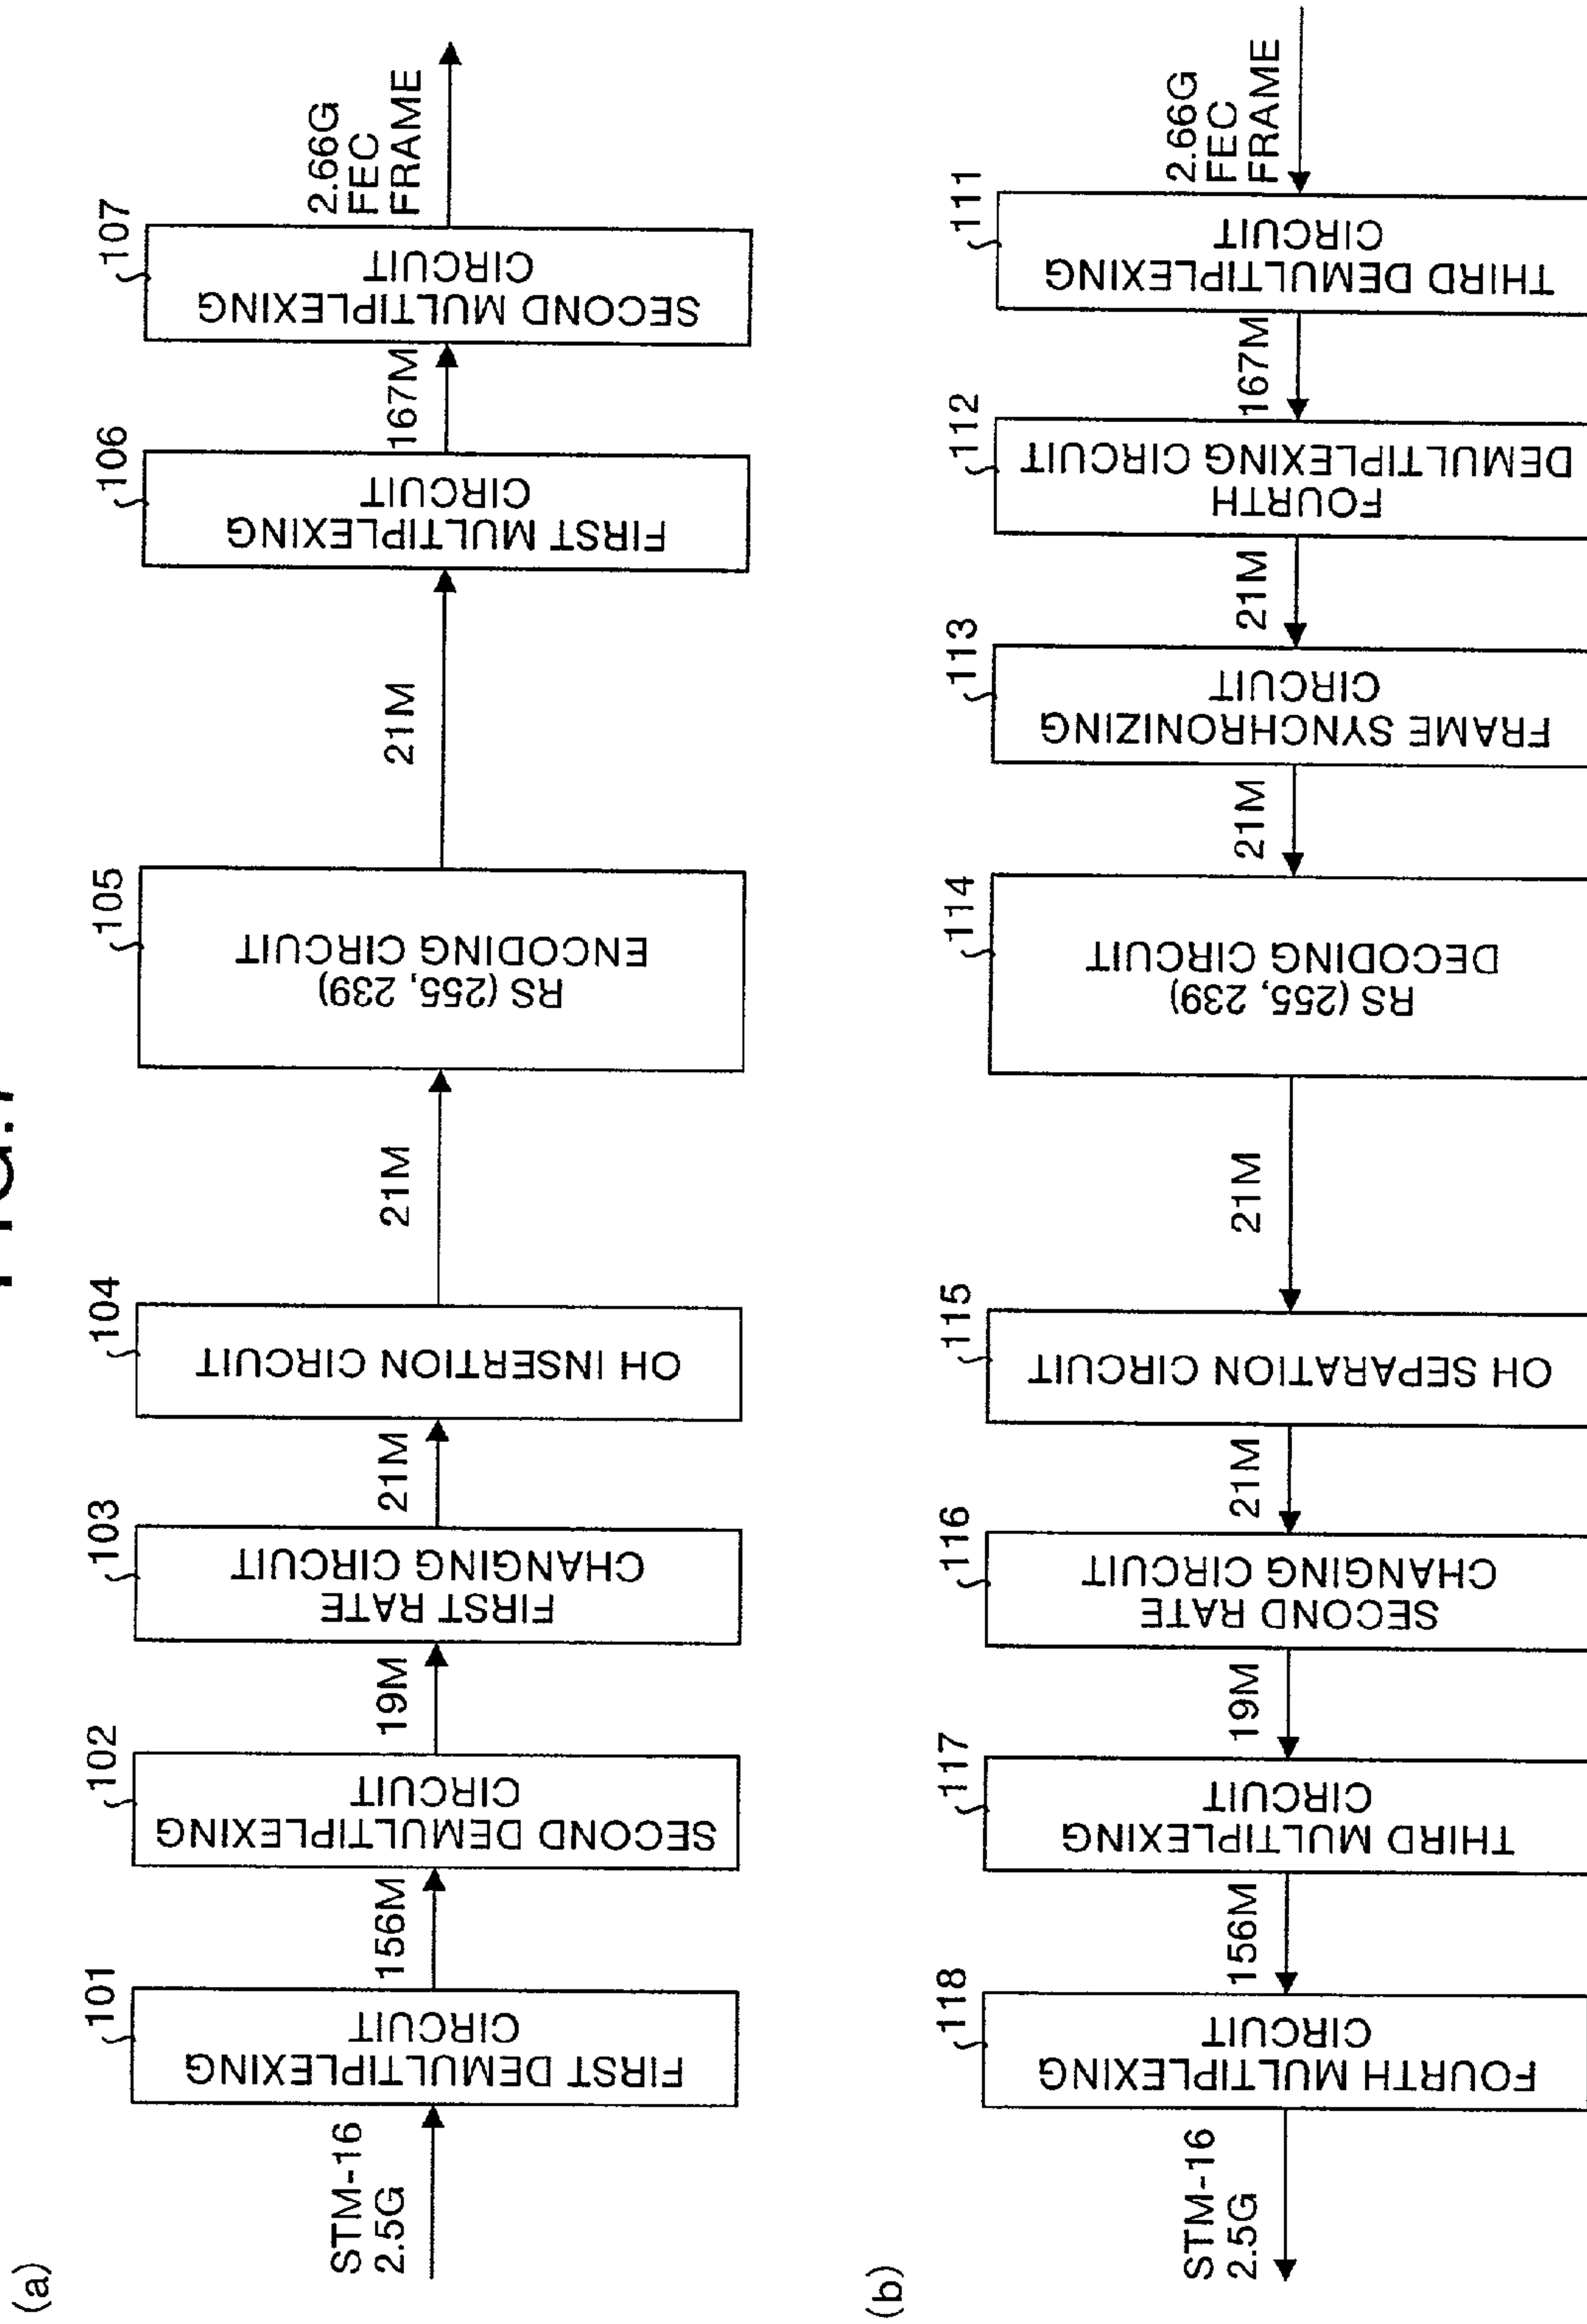 FIG.7
(a)
STM-16
2.5G
101
FIRST DEMULTIPLEXING
CIRCUIT
156M
102
SECOND DEMULTIPLEXING
CIRCUIT
19M
103
FIRST RATE
CHANGING CIRCUIT
21M
104
OH INSERTION CIRCUIT
21M
105
RS (255, 239)
ENCODING CIRCUIT
21M
106
FIRST MULTIPLEXING
CIRCUIT
167M
107
SECOND MULTIPLEXING
CIRCUIT
2.66G
FEC
FRAME
(b)
STM-16
2.5G
118
FOURTH MULTIPLEXING
CIRCUIT
156M
117
THIRD MULTIPLEXING
CIRCUIT
19M
116
SECOND RATE
CHANGING CIRCUIT
21M
115
OH SEPARATION CIRCUIT
21M
114
RS (255, 239)
DECODING CIRCUIT
21M
113
FRAME SYNCHRONIZING
CIRCUIT
21M
112
FOURTH
DEMULTIPLEXING CIRCUIT
167M
111
THIRD DEMULTIPLEXING
CIRCUIT
2.66G
FEC
FRAME